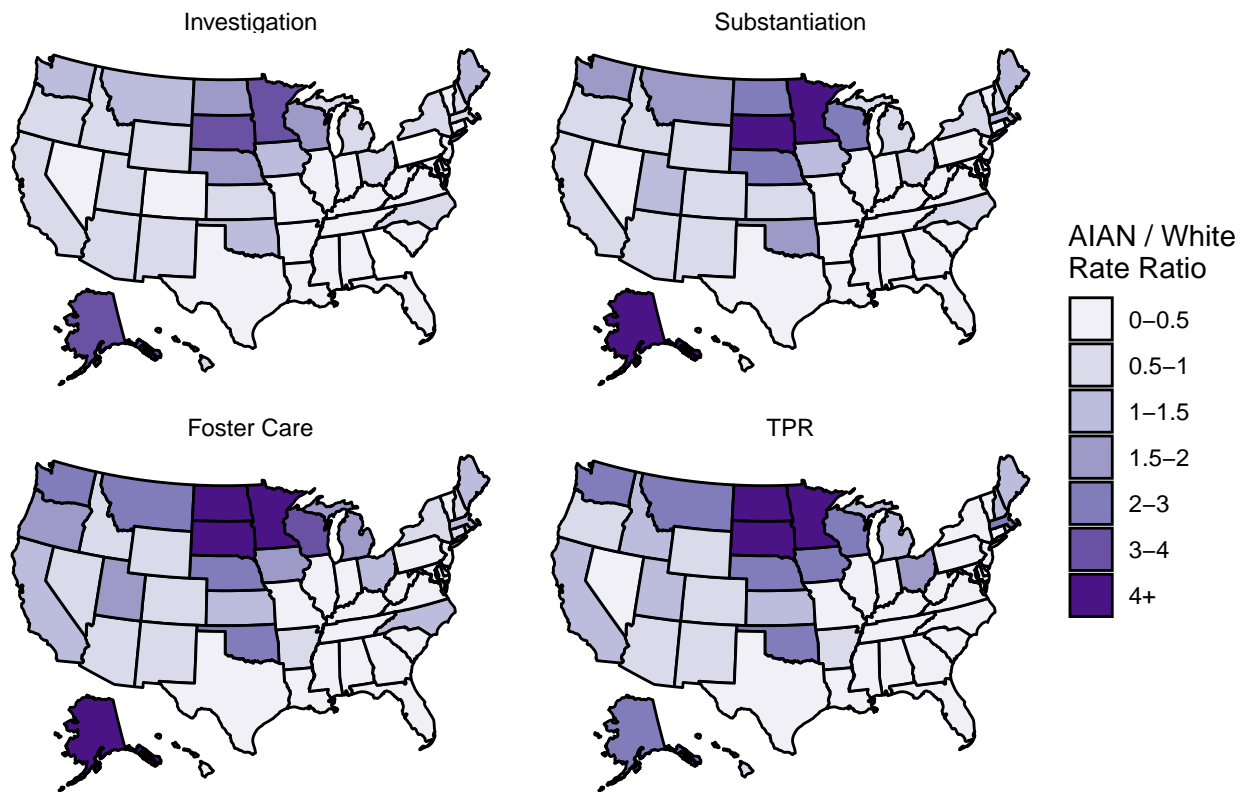 Investigation
Substantiation
Foster Care
TPR
AIAN / White
Rate Ratio
0−0.5
0.5−1
1−1.5
1.5−2
2−3
3−4
4+